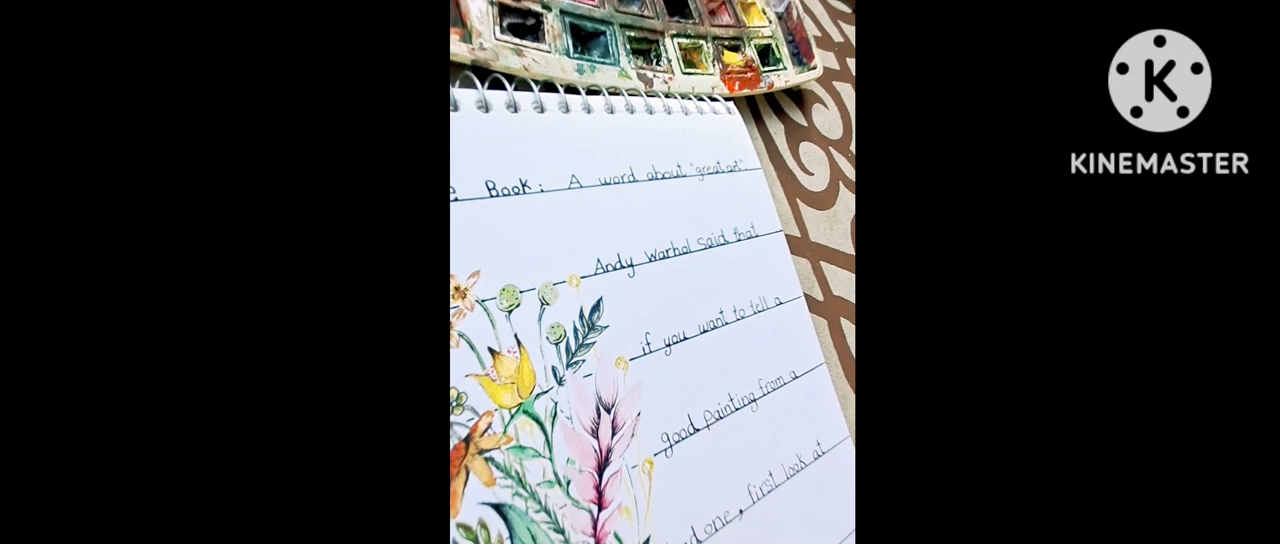 Book: A word about "great art".
Andy Warhol said that
if you want to tell a
good painting from a
one, first look at
KINEMASTER